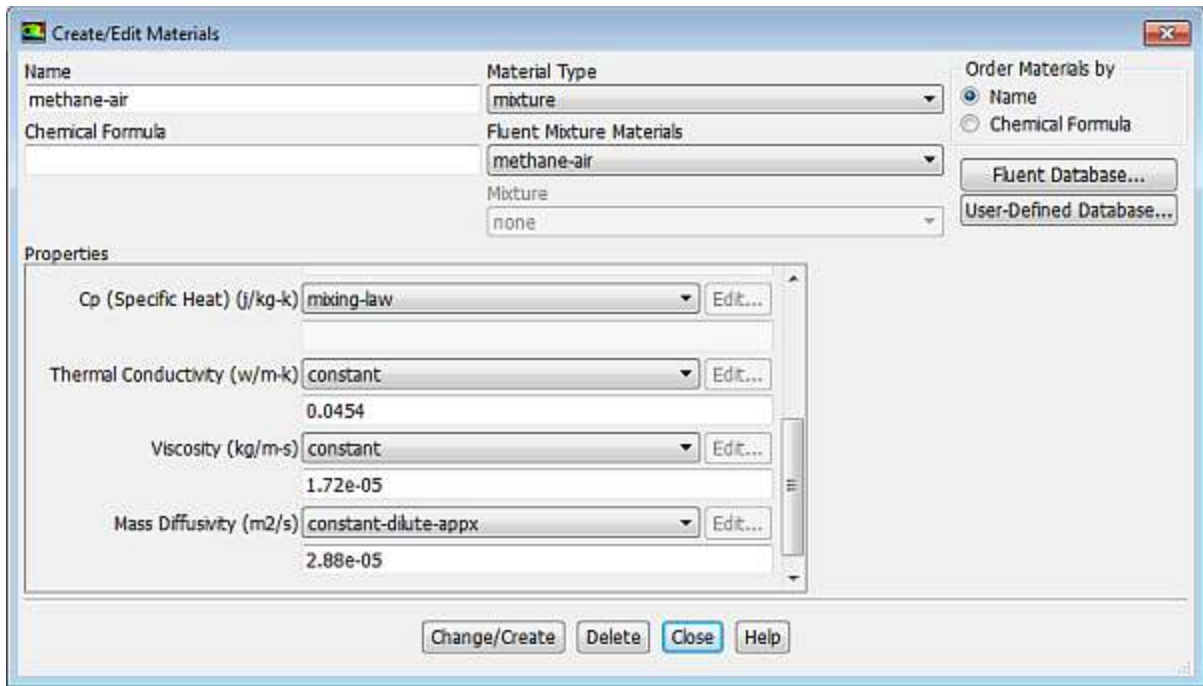 Create/Edit Materials
Name
methane-air
Chemical Formula
Material Type
mixture
Fluent Mixture Materials
methane-air
Mixture
none
Order Materials by
Name
Chemical Formula
Fluent Database...
User-Defined Database...
Properties
Cp (Specific Heat) (j/kg-k) mixing-law Edit...
Thermal Conductivity (w/m-k) constant Edit...
0.0454
Viscosity (kg/m-s) constant Edit...
1.72e-05
Mass Diffusivity (m2/s) constant-dilute-appx Edit...
2.88e-05
Change/Create Delete Close Help